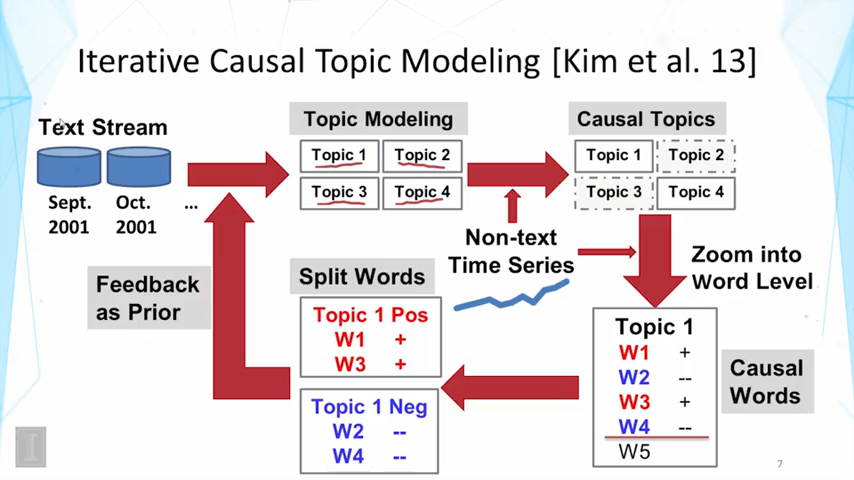 Iterative Causal Topic Modeling [Kim et al. 13]
Text Stream
Sept.
2001
Oct.
2001
...
Topic Modeling
Topic 1
Topic 2
Topic 3
Topic 4
Causal Topics
Topic 1
Topic 2
Topic 3
Topic 4
Non-text
Time Series
Zoom into
Word Level
Topic 1
W1 +
W2 --
W3 +
W4 --
W5
Causal
Words
Split Words
Topic 1 Pos
W1 +
W3 +
Topic 1 Neg
W2 --
W4 --
Feedback
as Prior
7